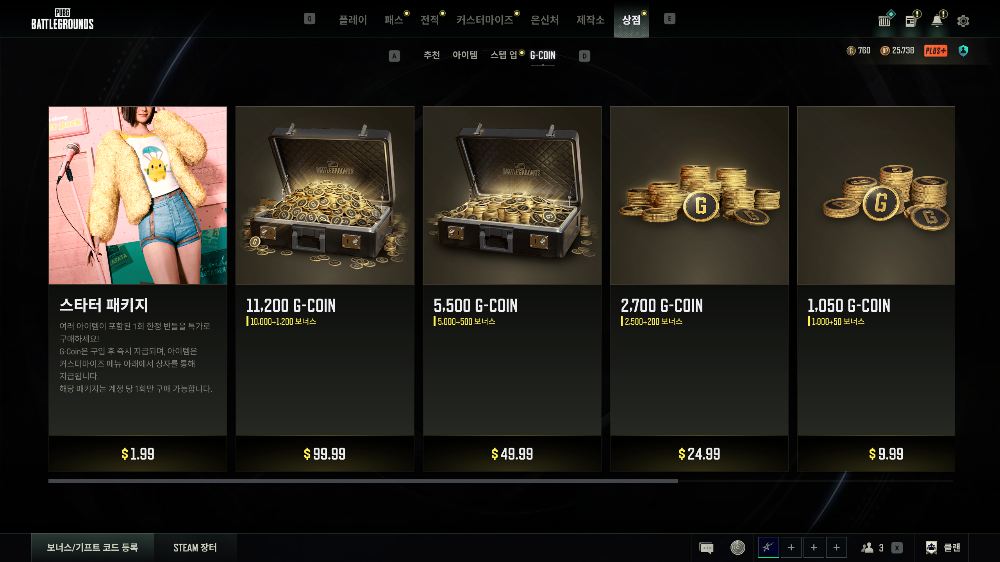 PUBG
BATTLEGROUNDS
Q
플레이
패스
전적
커스터마이즈
은신처
제작소
상점
E
A
추천
아이템
스텝 업
G-COIN
D
760
BP 25,738
PLUS+
cheep
er pack
ZAPATA
PUBG
BATTLEGROUNDS
PUBG
BATTLEGROUNDS
스타터 패키지
여러 아이템이 포함된 1회 한정 번들을 특가로
구매하세요!
G-Coin은 구입 후 즉시 지급되며, 아이템은
커스터마이즈 메뉴 아래에서 상자를 통해
지급됩니다.
해당 패키지는 계정 당 1회만 구매 가능합니다.
$ 1.99
11,200 G-COIN
10,000+1,200 보너스
$ 99.99
5,500 G-COIN
5,000+500 보너스
$ 49.99
2,700 G-COIN
2,500+200 보너스
$ 24.99
1,050 G-COIN
1,000+50 보너스
$ 9.99
보너스/기프트 코드 등록
STEAM 장터
3
X
클랜